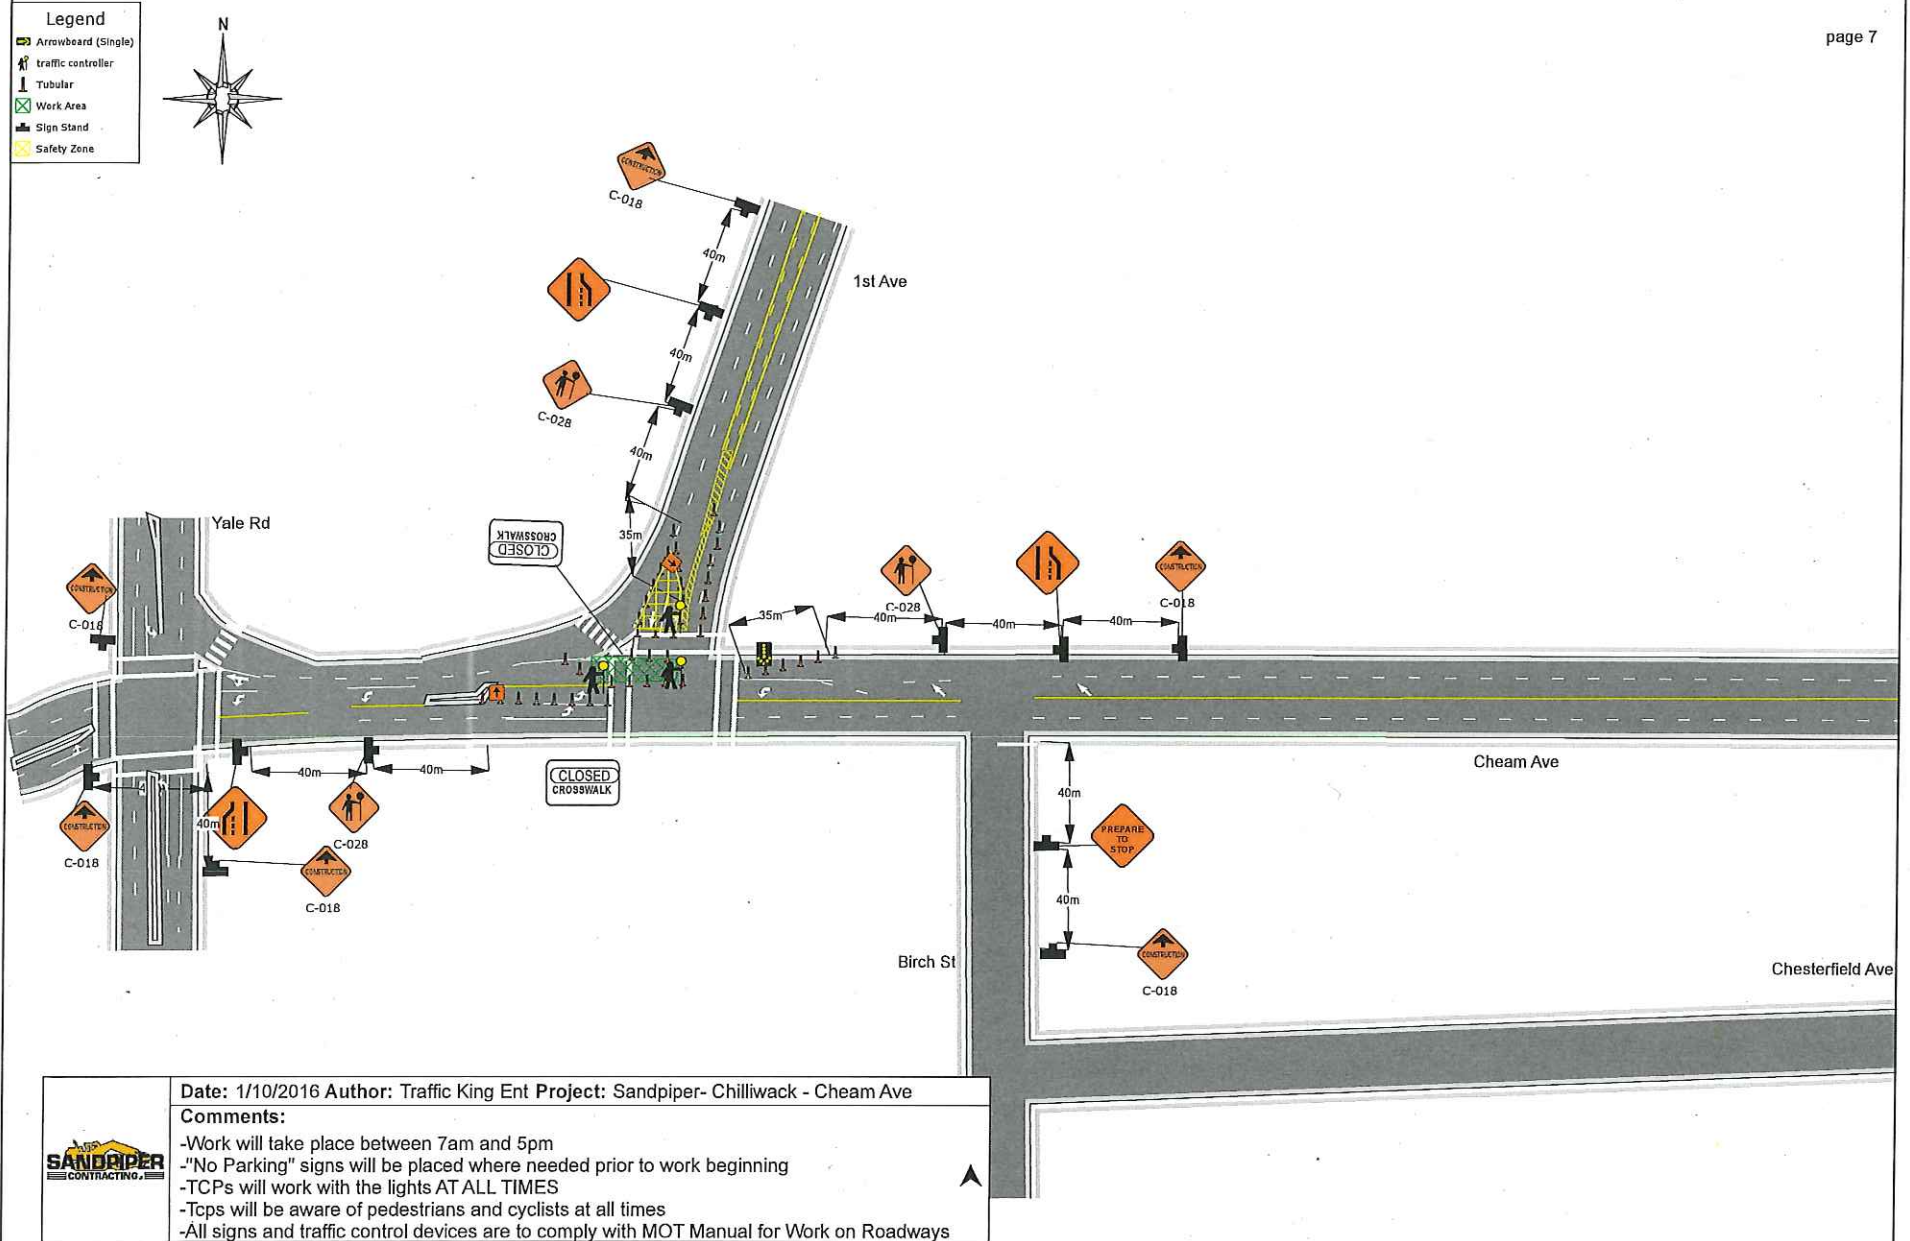 Legend
Arrowboard (Single)
traffic controller
Tubular
Work Area
Sign Stand
Safety Zone
N
page 7
CONSTRUCTION
C-018
40m
1st Ave
40m
C-028
40m
35m
Yale Rd
CLOSED
CROSSWALK
CONSTRUCTION
C-018
35m
40m
C-028
40m
40m
CONSTRUCTION
C-018
40m
40m
CLOSED
CROSSWALK
Cheam Ave
CONSTRUCTION
C-018
40m
C-028
CONSTRUCTION
C-018
40m
PREPARE
TO
STOP
40m
CONSTRUCTION
C-018
Birch St
Chesterfield Ave
SANDPIPER
CONTRACTING
Date: 1/10/2016 Author: Traffic King Ent Project: Sandpiper- Chilliwack - Cheam Ave
Comments:
-Work will take place between 7am and 5pm
-"No Parking" signs will be placed where needed prior to work beginning
-TCPs will work with the lights AT ALL TIMES
-Tcps will be aware of pedestrians and cyclists at all times
-All signs and traffic control devices are to comply with MOT Manual for Work on Roadways